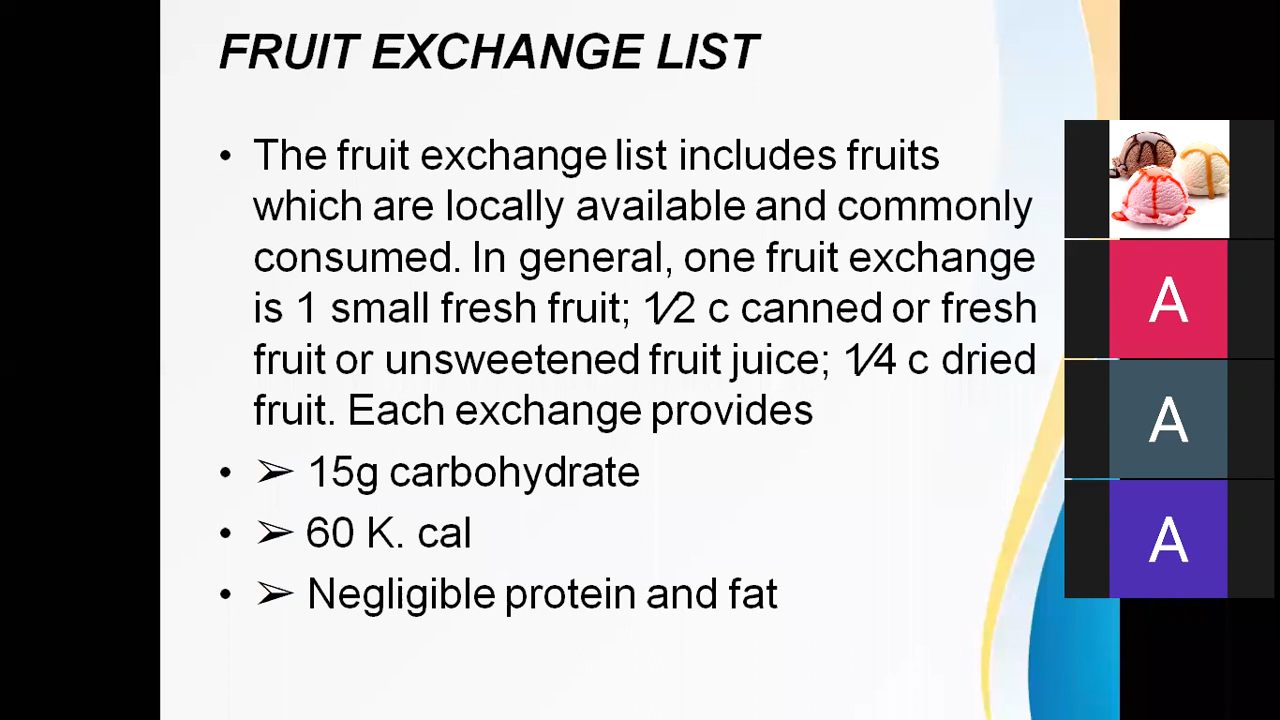 FRUIT EXCHANGE LIST
• The fruit exchange list includes fruits
which are locally available and commonly
consumed. In general, one fruit exchange
is 1 small fresh fruit; 1⁄2 c canned or fresh
fruit or unsweetened fruit juice; 1⁄4 c dried
fruit. Each exchange provides
• ➢ 15g carbohydrate
• ➢ 60 K. cal
• ➢ Negligible protein and fat
A
A
A